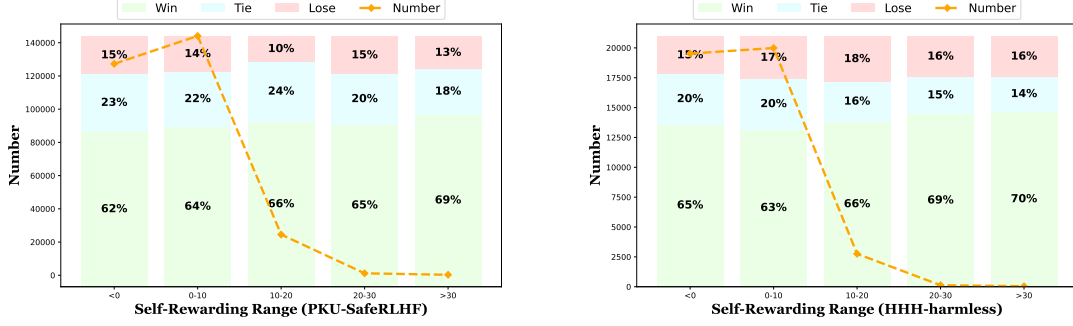 Win Tie Lose Number
Number
140000
120000
100000
80000
60000
40000
20000
0
15% 14% 10% 15% 13%
23% 22% 24% 20% 18%
62% 64% 66% 65% 69%
<0 0-10 10-20 20-30 >30
Self-Rewarding Range (PKU-SafeRLHF)
Win Tie Lose Number
Number
20000
17500
15000
12500
10000
7500
5000
2500
0
15% 17% 18% 16% 16%
20% 20% 16% 15% 14%
65% 63% 66% 69% 70%
<0 0-10 10-20 20-30 >30
Self-Rewarding Range (HHH-harmless)